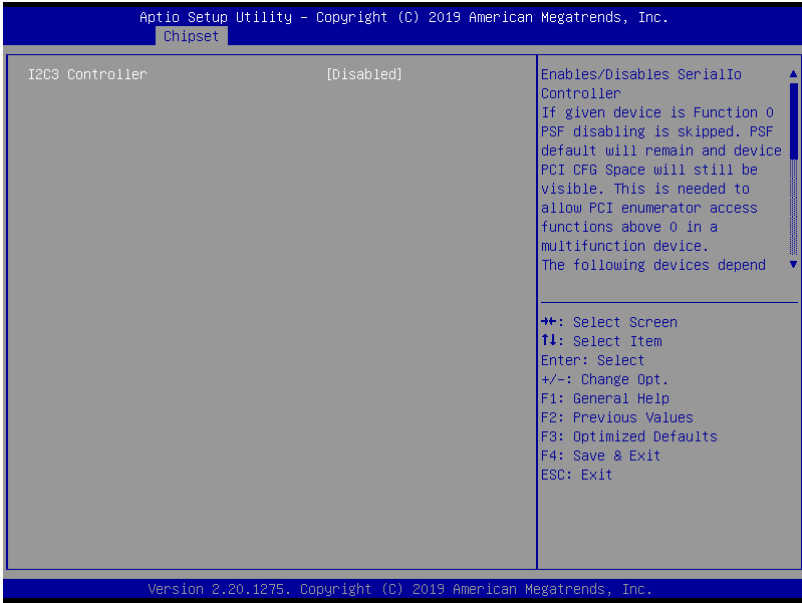 Aptio Setup Utility – Copyright (C) 2019 American Megatrends, Inc.
Chipset
I2C3 Controller [Disabled]
Enables/Disables SerialIo
Controller
If given device is Function 0
PSF disabling is skipped. PSF
default will remain and device
PCI CFG Space will still be
visible. This is needed to
allow PCI enumerator access
functions above 0 in a
multifunction device.
The following devices depend
→←: Select Screen
↑↓: Select Item
Enter: Select
+/-: Change Opt.
F1: General Help
F2: Previous Values
F3: Optimized Defaults
F4: Save & Exit
ESC: Exit
Version 2.20.1275. Copyright (C) 2019 American Megatrends, Inc.